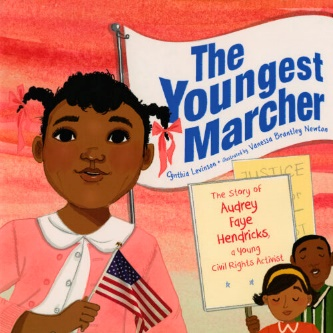 The
Youngest
Marcher
Cynthia Levinson • illustrated by Vanessa Brantley Newton
The Story of
Audrey
Faye
Hendricks,
a Young
Civil Rights Activist
JUSTICE